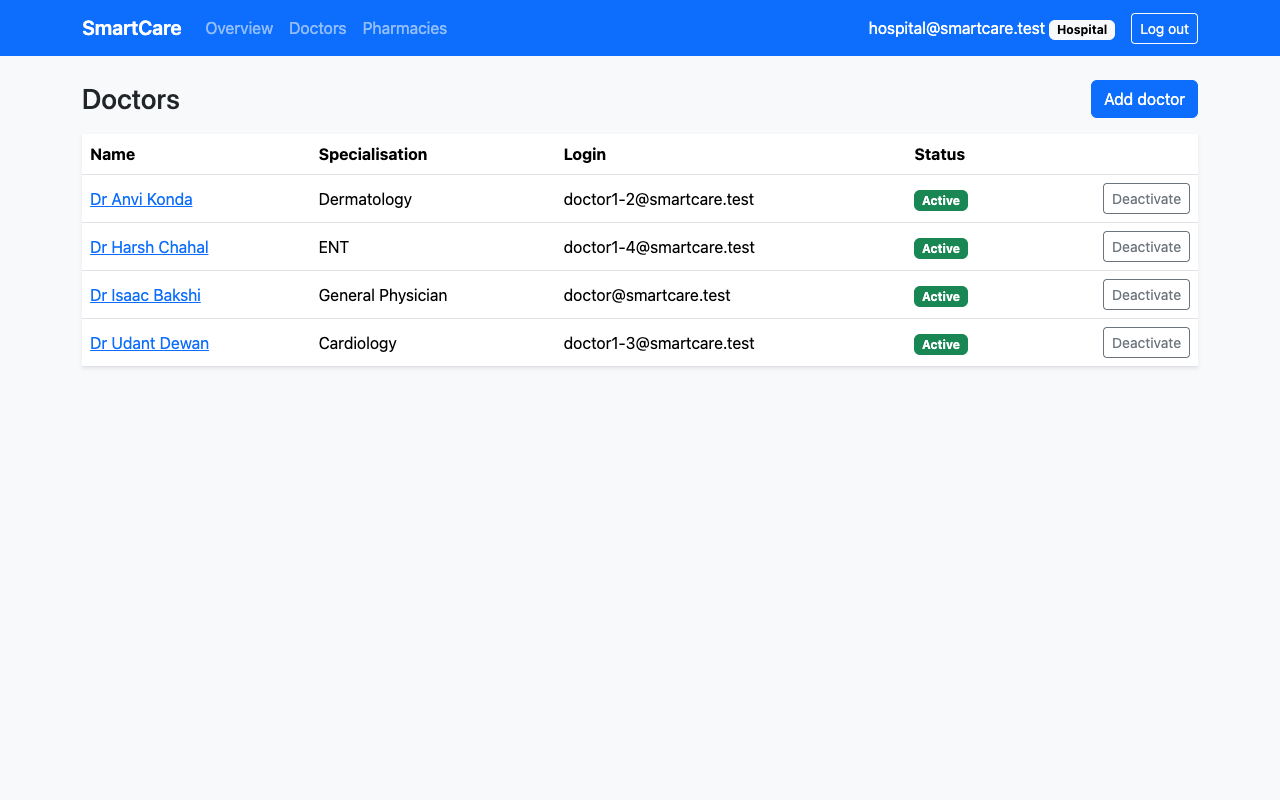 SmartCare Overview Doctors Pharmacies hospital@smartcare.test Hospital Log out
Doctors Add doctor
Name Specialisation Login Status
Dr Anvi Konda Dermatology doctor1-2@smartcare.test Active Deactivate
Dr Harsh Chahal ENT doctor1-4@smartcare.test Active Deactivate
Dr Isaac Bakshi General Physician doctor@smartcare.test Active Deactivate
Dr Udant Dewan Cardiology doctor1-3@smartcare.test Active Deactivate